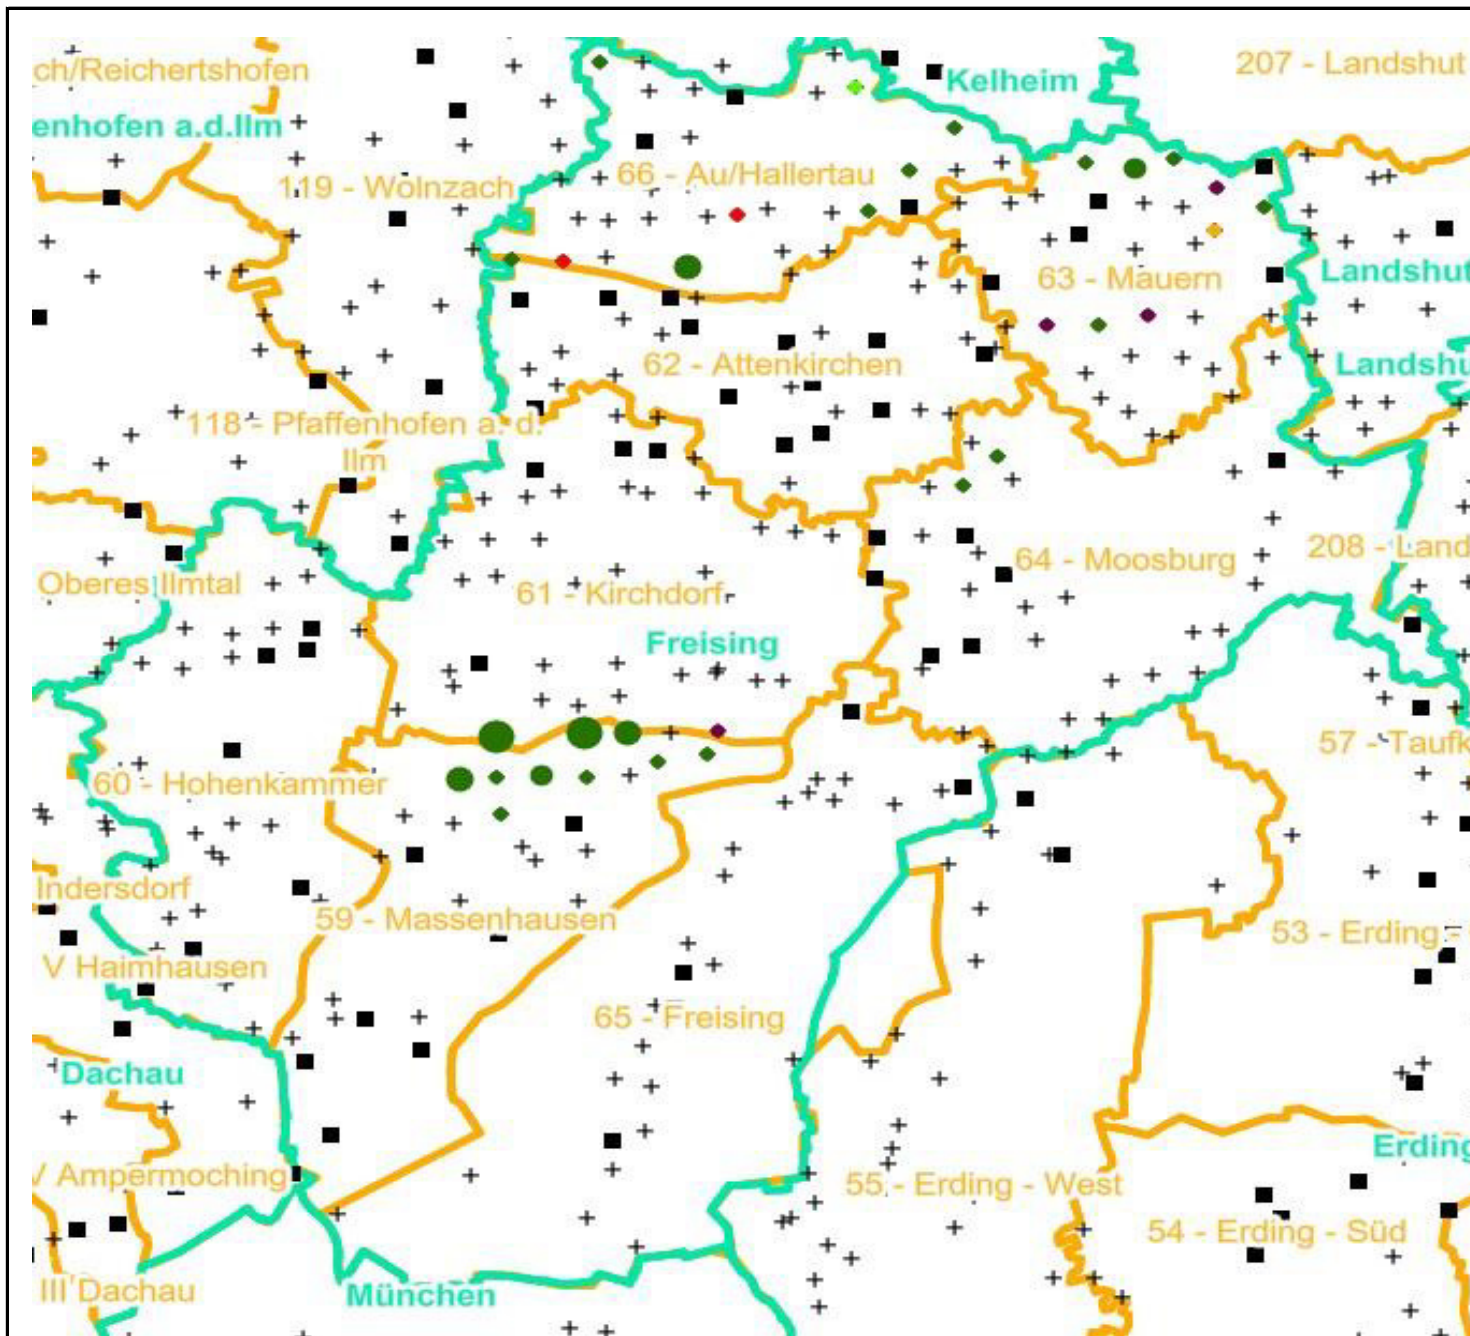 207 - Landshut
ch/Reichertshofen
Kelheim
enhofen a.d.Ilm
66 - Au/Hallertau
119 - Wolnzach
Landshut
63 - Mauern
62 - Attenkirchen
Landshu
118 - Pfaffenhofen a. d.
Ilm
208 - Land
64 - Moosburg
Oberes Ilmtal
61 - Kirchdorf
Freising
57 - Taufk
60 - Hohenkammer
Indersdorf
59 - Massenhausen
53 - Erding -
V Haimhausen
65 - Freising
Dachau
Erding
V Ampermoching
55 - Erding - West
54 - Erding - Süd
III Dachau
München